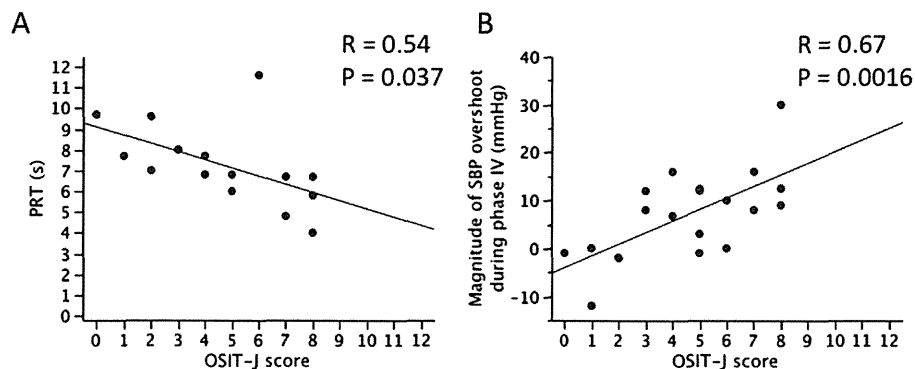 A
R = 0.54
P = 0.037
PRT (s)
12
11
10
9
8
7
6
5
4
3
2
1
0
0 1 2 3 4 5 6 7 8 9 10 11 12
OSIT-J score
B
R = 0.67
P = 0.0016
Magnitude of SBP overshoot
during phase IV (mmHg)
40
30
20
10
0
-10
0 1 2 3 4 5 6 7 8 9 10 11 12
OSIT-J score